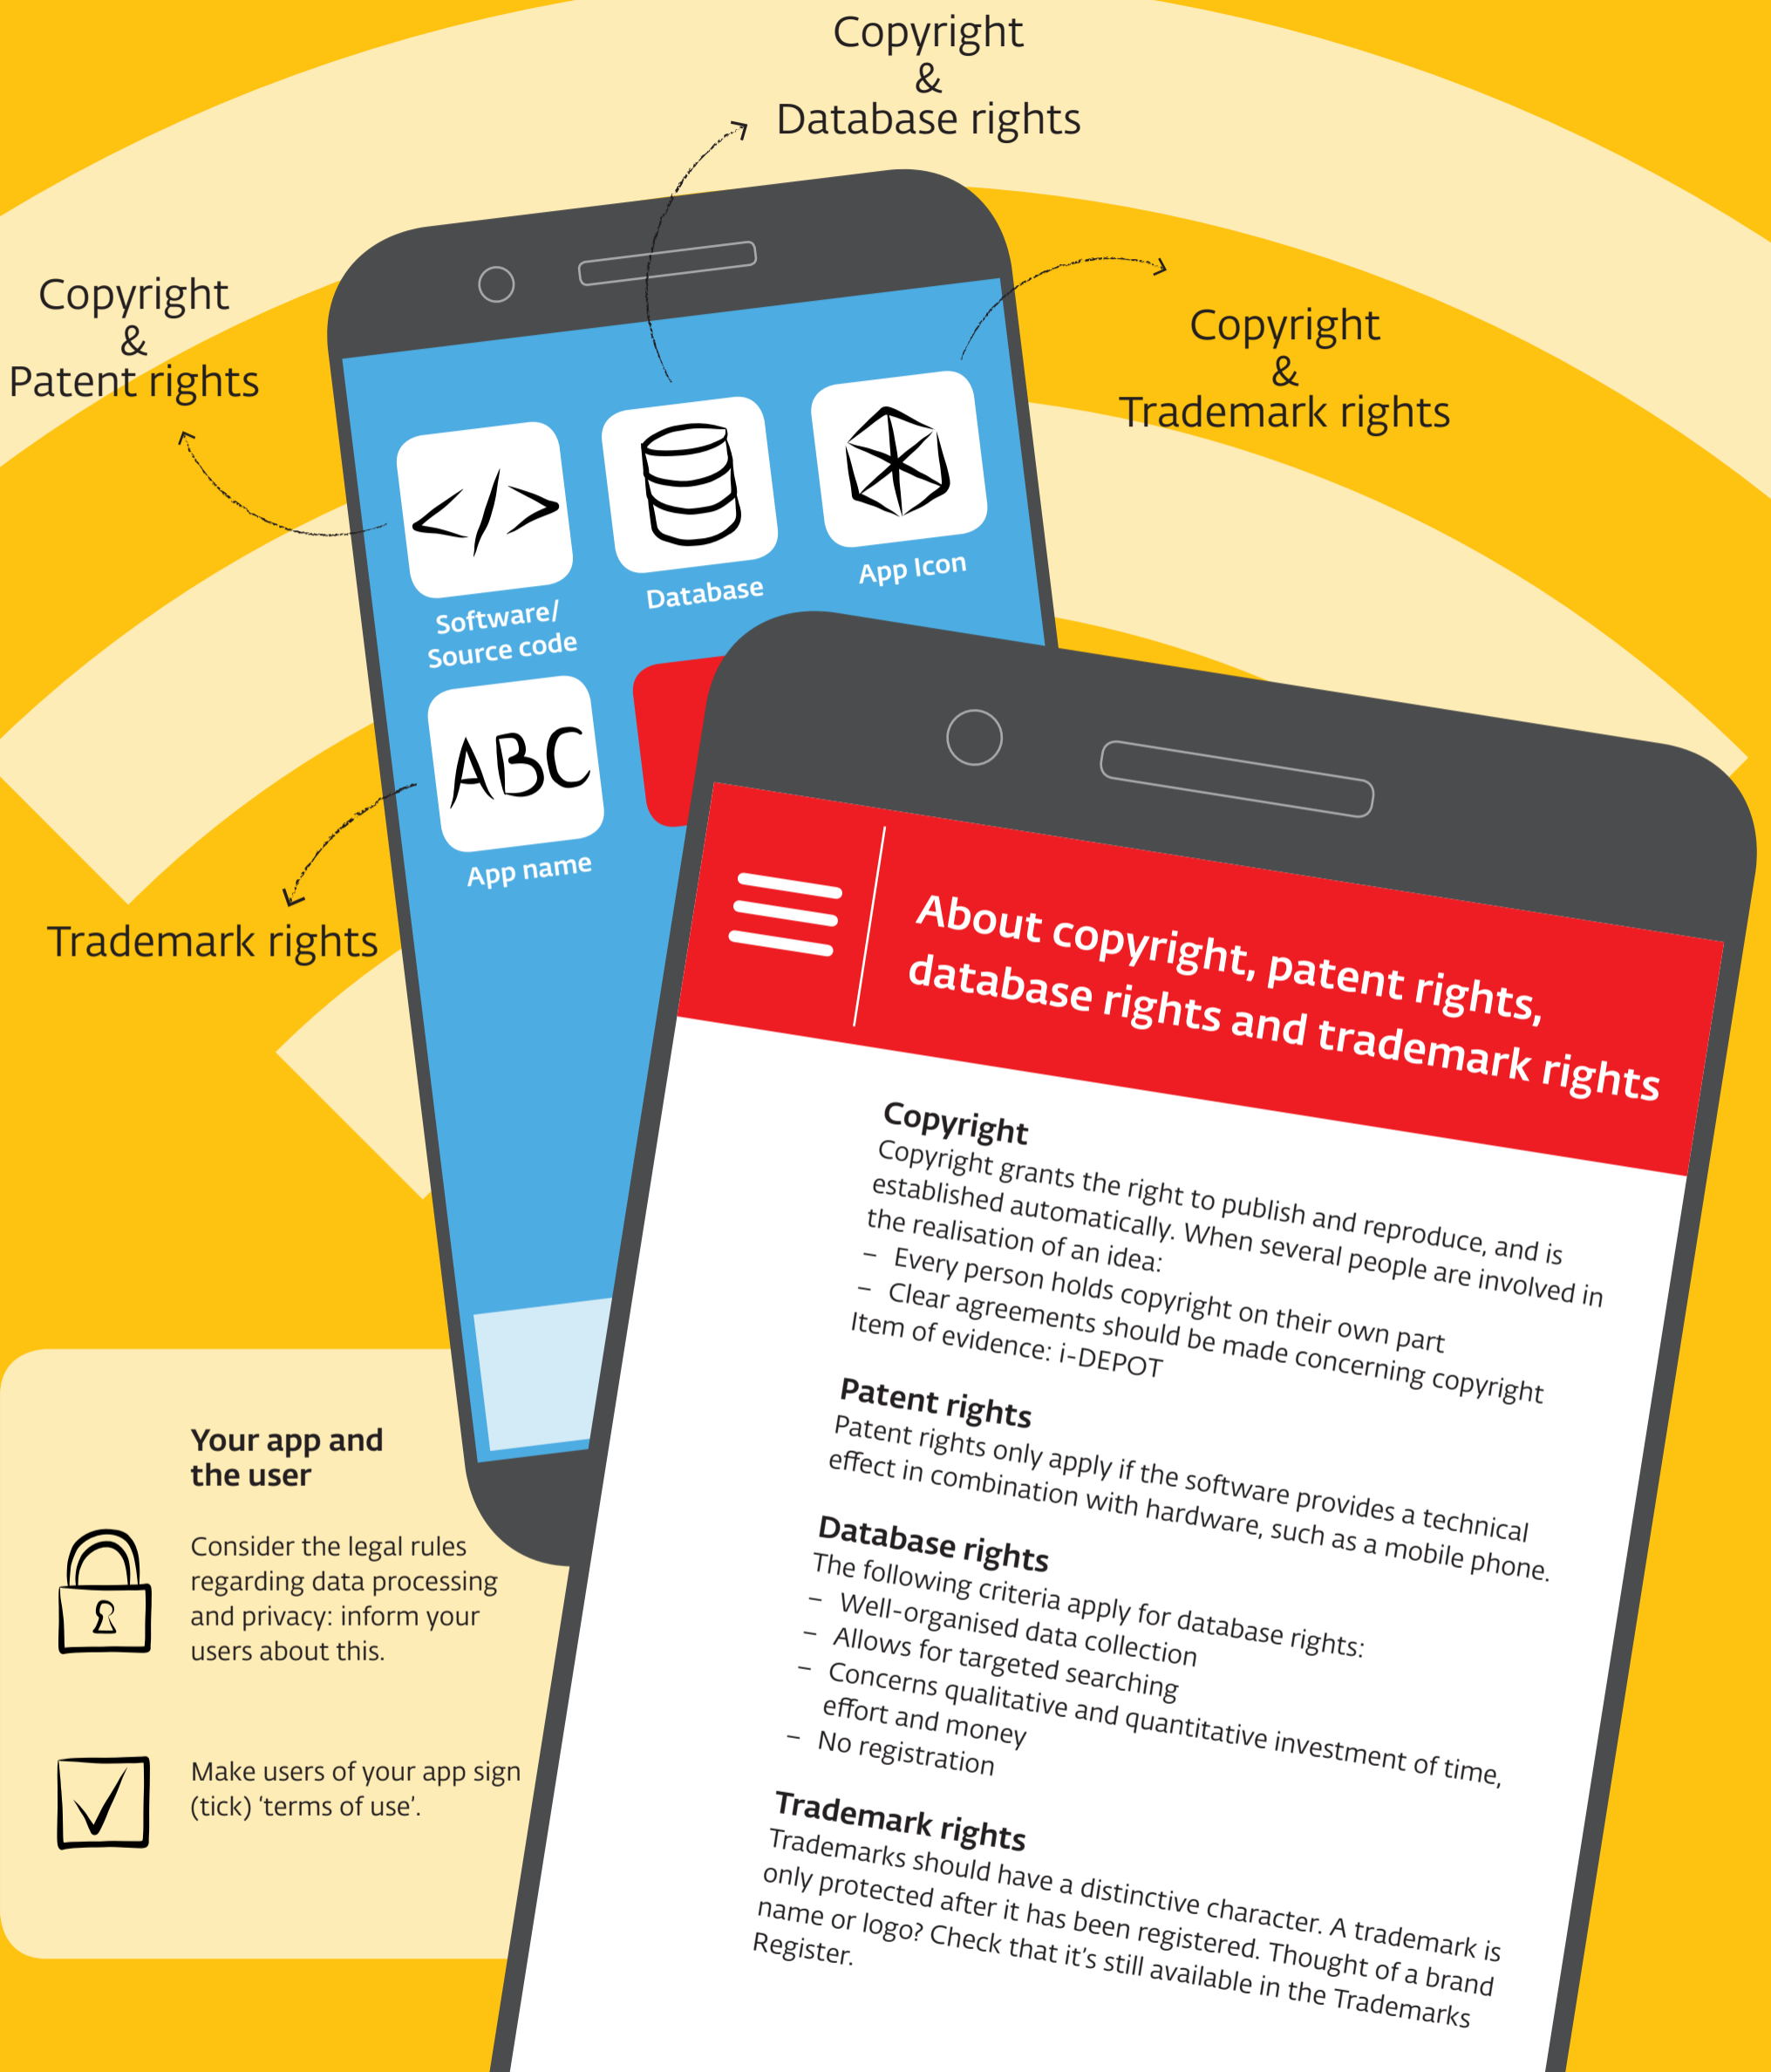 Copyright
&
Database rights
Copyright
&
Patent rights
Copyright
&
Trademark rights
</>
Software/
Source code
Database
App Icon
ABC
App name
Trademark rights
About copyright, patent rights,
database rights and trademark rights
Copyright
Copyright grants the right to publish and reproduce, and is
established automatically. When several people are involved in
the realisation of an idea:
– Every person holds copyright on their own part
– Clear agreements should be made concerning copyright
Item of evidence: i-DEPOT
Patent rights
Patent rights only apply if the software provides a technical
effect in combination with hardware, such as a mobile phone.
Database rights
The following criteria apply for database rights:
– Well-organised data collection
– Allows for targeted searching
– Concerns qualitative and quantitative investment of time,
effort and money
– No registration
Trademark rights
Trademarks should have a distinctive character. A trademark is
only protected after it has been registered. Thought of a brand
name or logo? Check that it's still available in the Trademarks
Register.
Your app and
the user
Consider the legal rules
regarding data processing
and privacy: inform your
users about this.
Make users of your app sign
(tick) 'terms of use'.